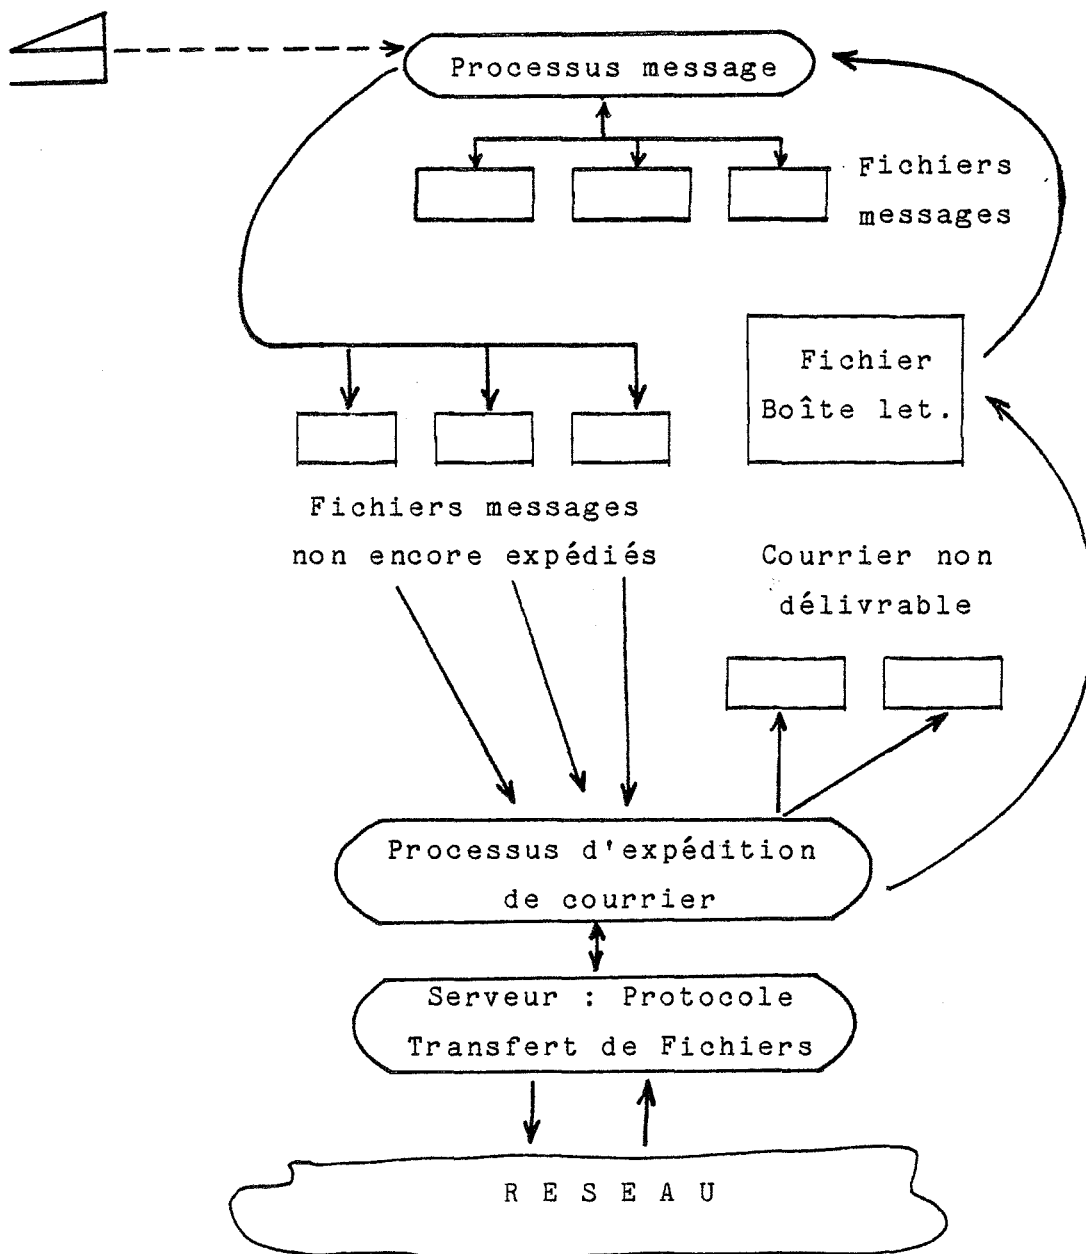 Processus message
Fichiers
messages
Fichier
Boîte let.
Fichiers messages
non encore expédiés
Courrier non
délivrable
Processus d'expédition
de courrier
Serveur : Protocole
Transfert de Fichiers
R E S E A U